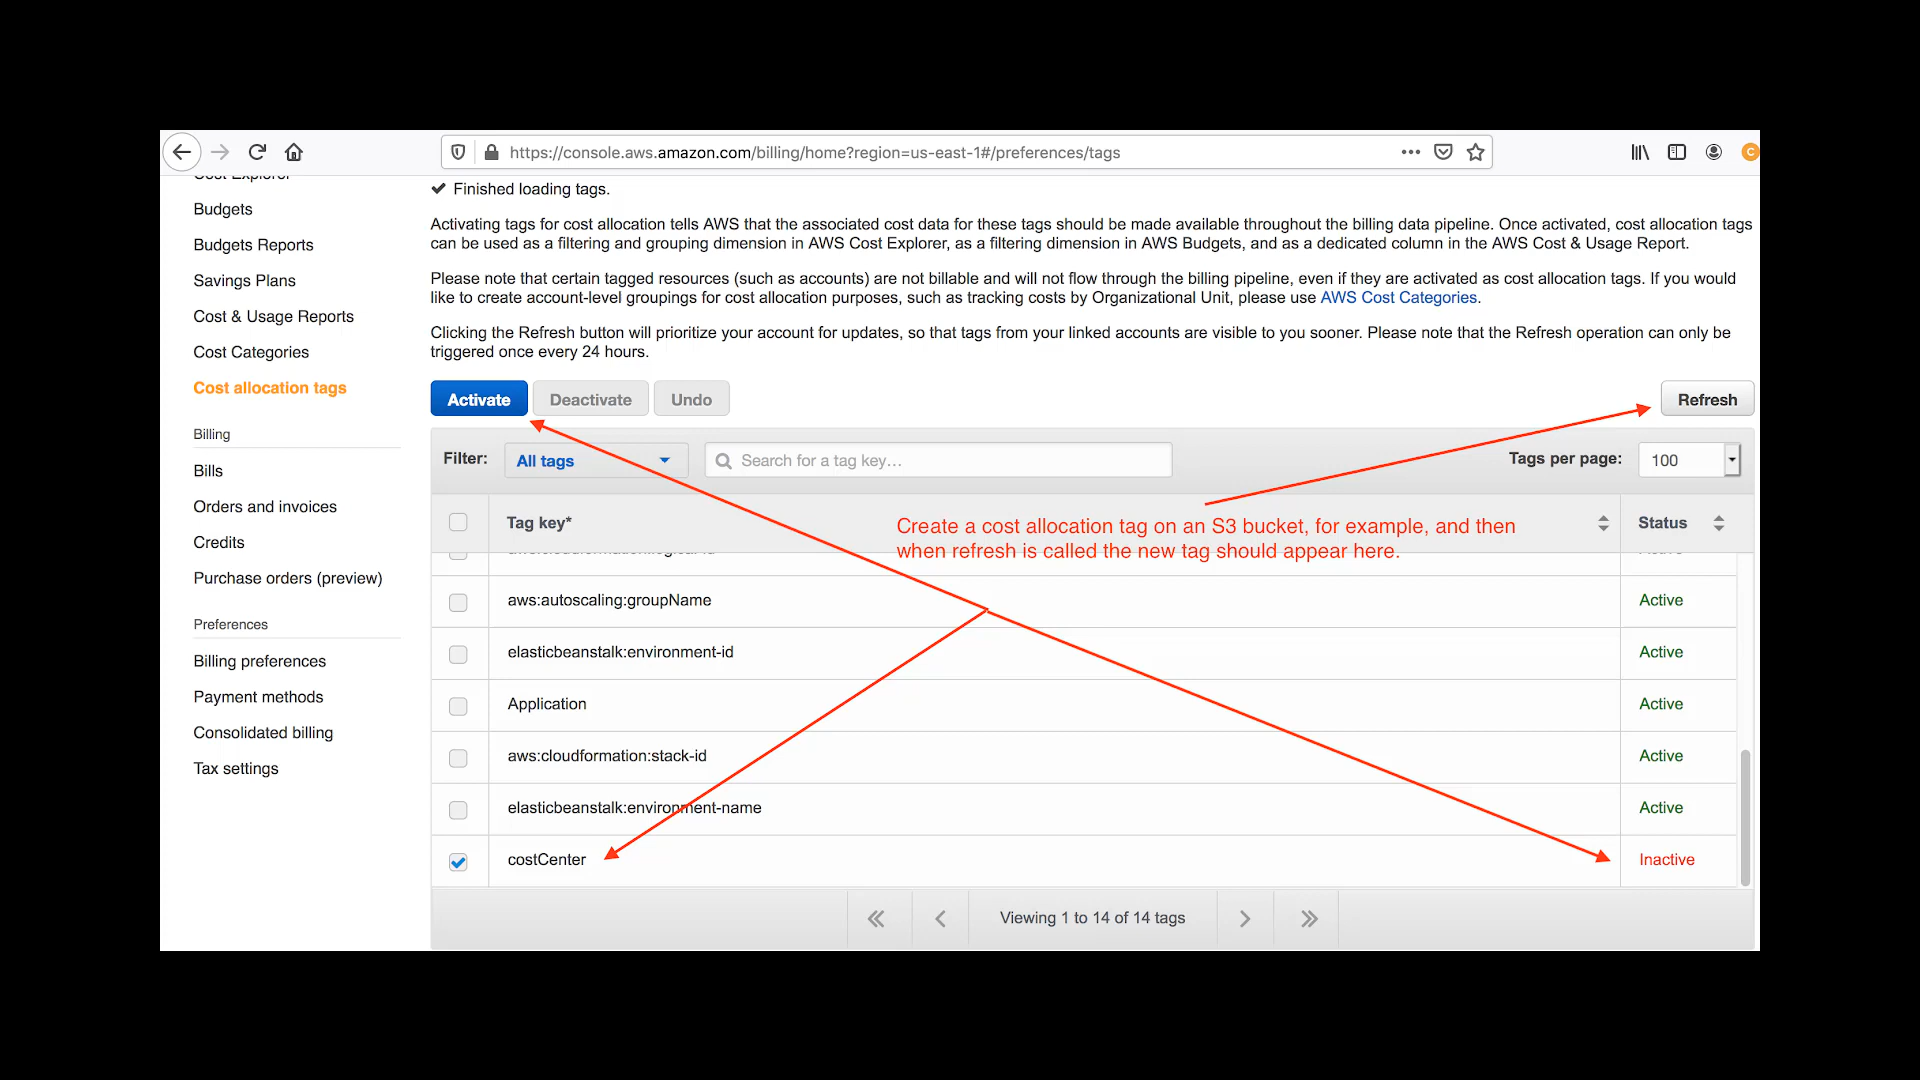 https://console.aws.amazon.com/billing/home?region=us-east-1#/preferences/tags
Cost Explorer
Budgets
Budgets Reports
Savings Plans
Cost & Usage Reports
Cost Categories
Cost allocation tags
Billing
Bills
Orders and invoices
Credits
Purchase orders (preview)
Preferences
Billing preferences
Payment methods
Consolidated billing
Tax settings
Finished loading tags.
Activating tags for cost allocation tells AWS that the associated cost data for these tags should be made available throughout the billing data pipeline. Once activated, cost allocation tags
can be used as a filtering and grouping dimension in AWS Cost Explorer, as a filtering dimension in AWS Budgets, and as a dedicated column in the AWS Cost & Usage Report.
Please note that certain tagged resources (such as accounts) are not billable and will not flow through the billing pipeline, even if they are activated as cost allocation tags. If you would
like to create account-level groupings for cost allocation purposes, such as tracking costs by Organizational Unit, please use AWS Cost Categories.
Clicking the Refresh button will prioritize your account for updates, so that tags from your linked accounts are visible to you sooner. Please note that the Refresh operation can only be
triggered once every 24 hours.
Activate Deactivate Undo Refresh
Filter: All tags Search for a tag key... Tags per page: 100
Tag key* Status
Create a cost allocation tag on an S3 bucket, for example, and then
when refresh is called the new tag should appear here.
aws:autoscaling:groupName Active
elasticbeanstalk:environment-id Active
Application Active
aws:cloudformation:stack-id Active
elasticbeanstalk:environment-name Active
costCenter Inactive
Viewing 1 to 14 of 14 tags